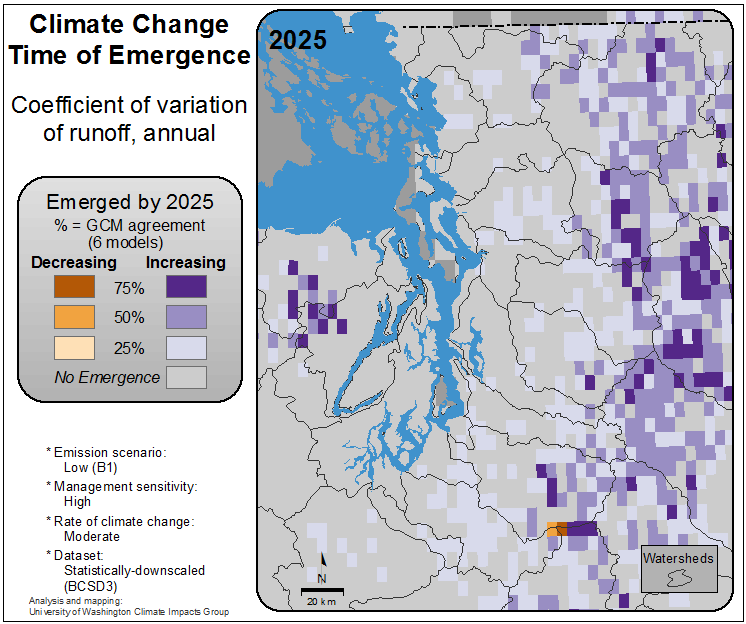 Climate Change
Time of Emergence
Coefficient of variation
of runoff, annual
Emerged by 2025
% = GCM agreement
(6 models)
Decreasing Increasing
75%
50%
25%
No Emergence
* Emission scenario:
Low (B1)
* Management sensitivity:
High
* Rate of climate change:
Moderate
* Dataset:
Statistically-downscaled
(BCSD3)
Analysis and mapping:
University of Washington Climate Impacts Group
2025
N
20 km
Watersheds